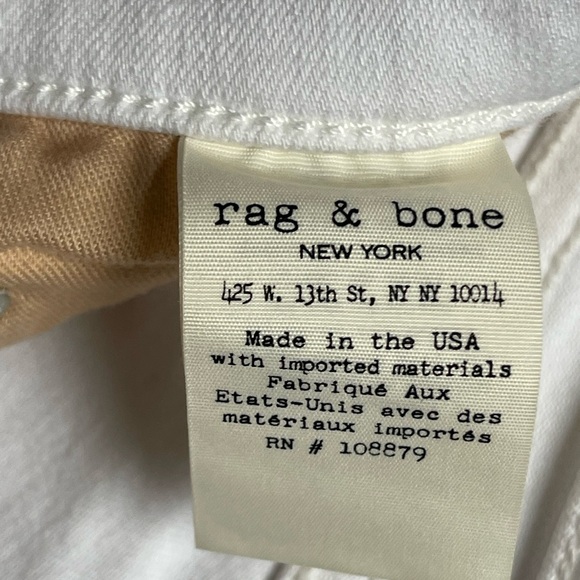 rag & bone
NEW YORK
425 W. 13th St, NY NY 10014
Made in the USA
with imported materials
Fabriqué Aux
Etats-Unis avec des
matériaux importés
RN # 108879